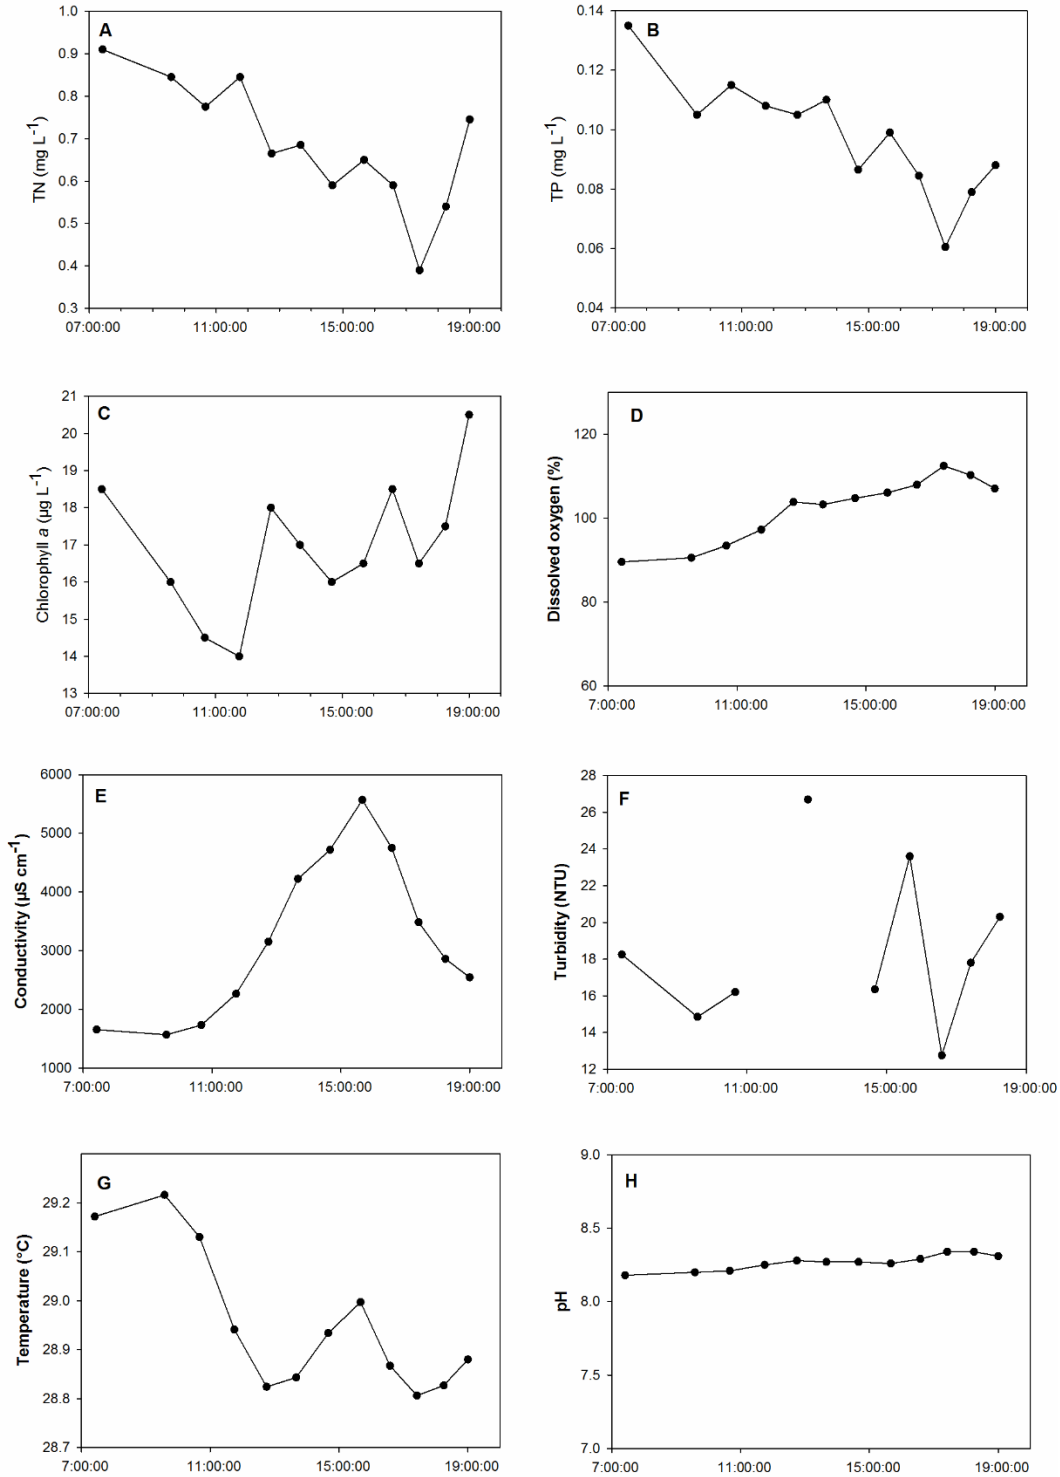 A
TN (mg L-1)
1.0
0.9
0.8
0.7
0.6
0.5
0.4
0.3
07:00:00 11:00:00 15:00:00 19:00:00
B
TP (mg L-1)
0.14
0.12
0.10
0.08
0.06
0.04
07:00:00 11:00:00 15:00:00 19:00:00
C
Chlorophyll a (µg L-1)
21
20
19
18
17
16
15
14
13
07:00:00 11:00:00 15:00:00 19:00:00
D
Dissolved oxygen (%)
120
100
80
60
7:00:00 11:00:00 15:00:00 19:00:00
E
Conductivity (µS cm-1)
6000
5000
4000
3000
2000
1000
7:00:00 11:00:00 15:00:00 19:00:00
F
Turbidity (NTU)
28
26
24
22
20
18
16
14
12
7:00:00 11:00:00 15:00:00 19:00:00
G
Temperature (°C)
29.2
29.1
29.0
28.9
28.8
28.7
7:00:00 11:00:00 15:00:00 19:00:00
H
pH
9.0
8.5
8.0
7.5
7.0
7:00:00 11:00:00 15:00:00 19:00:00